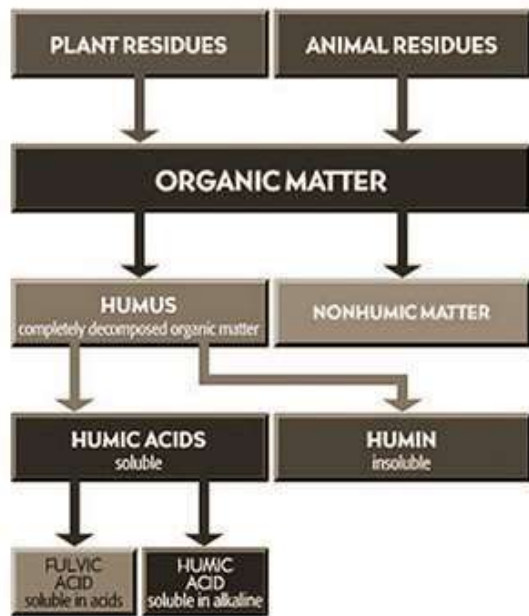 PLANT RESIDUES
ANIMAL RESIDUES
ORGANIC MATTER
HUMUS
completely decomposed organic matter
NONHUMIC MATTER
HUMIC ACIDS
soluble
HUMIN
insoluble
FULVIC
ACID
soluble in acids
HUMIC
ACID
soluble in alkaline